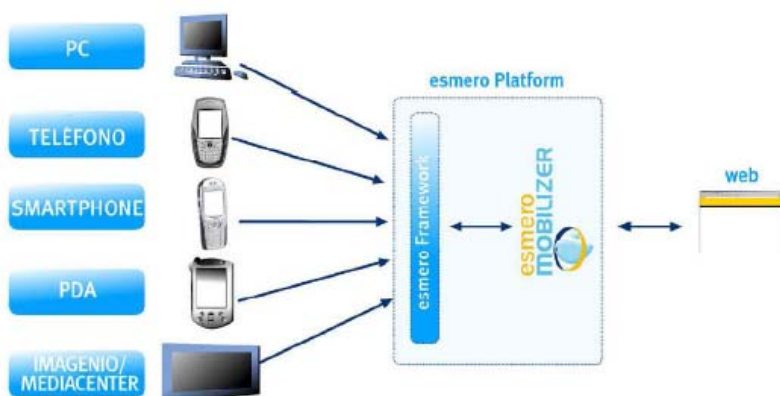 PC
TELÉFONO
SMARTPHONE
PDA
IMAGENIO/
MEDIACENTER
esmero Platform
esmero Framework
esmero
MOBILIZER
web